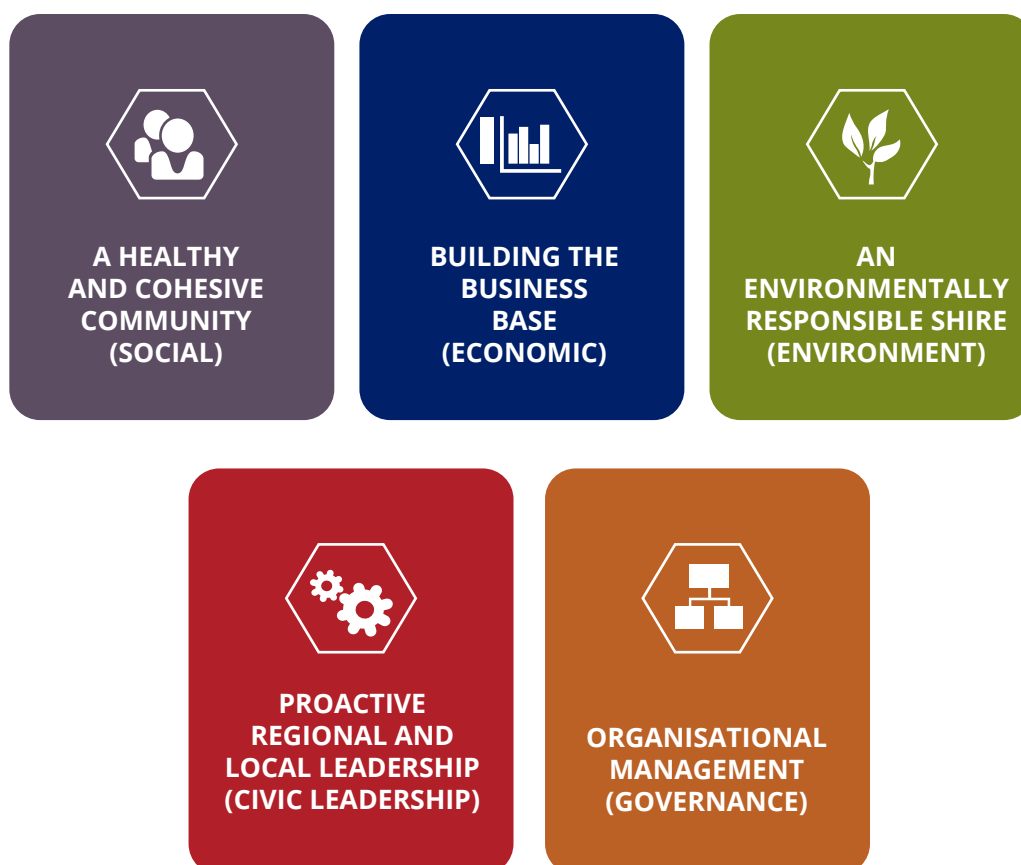 A HEALTHY
AND COHESIVE
COMMUNITY
(SOCIAL)
BUILDING THE
BUSINESS
BASE
(ECONOMIC)
AN
ENVIRONMENTALLY
RESPONSIBLE SHIRE
(ENVIRONMENT)
PROACTIVE
REGIONAL AND
LOCAL LEADERSHIP
(CIVIC LEADERSHIP)
ORGANISATIONAL
MANAGEMENT
(GOVERNANCE)